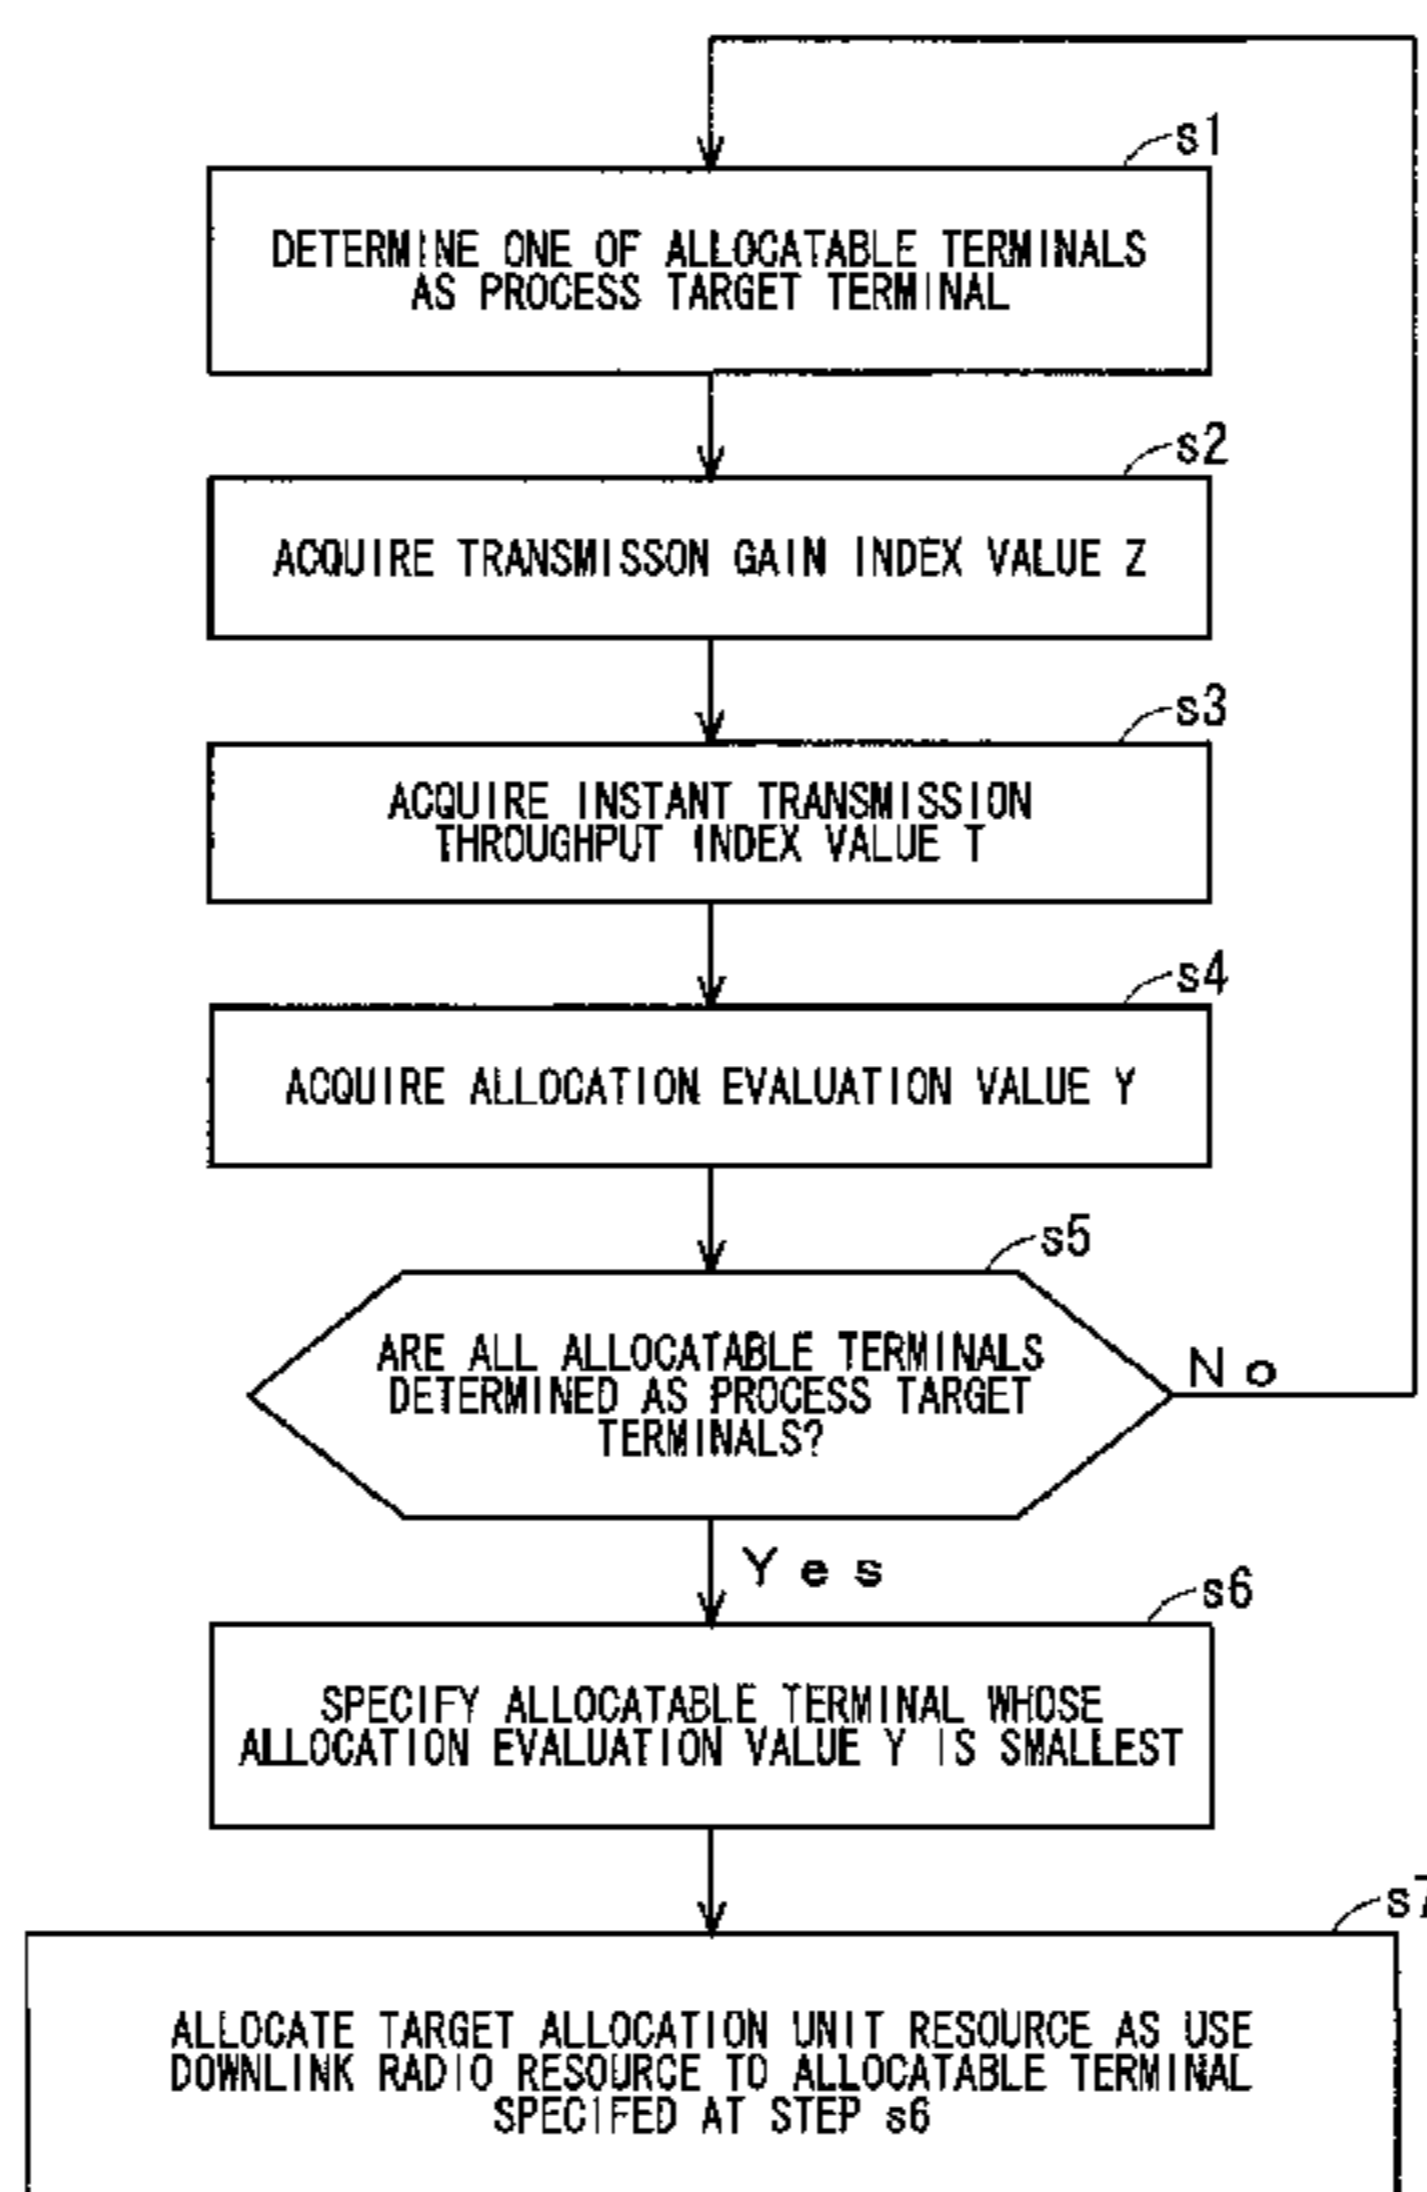 s1
DETERMINE ONE OF ALLOCATABLE TERMINALS
AS PROCESS TARGET TERMINAL
s2
ACQUIRE TRANSMISSON GAIN INDEX VALUE Z
s3
ACQUIRE INSTANT TRANSMISSION
THROUGHPUT INDEX VALUE T
s4
ACQUIRE ALLOCATION EVALUATION VALUE Y
s5
ARE ALL ALLOCATABLE TERMINALS
DETERMINED AS PROCESS TARGET
TERMINALS?
No
Yes
s6
SPECIFY ALLOCATABLE TERMINAL WHOSE
ALLOCATION EVALUATION VALUE Y IS SMALLEST
s7
ALLOCATE TARGET ALLOCATION UNIT RESOURCE AS USE
DOWNLINK RADIO RESOURCE TO ALLOCATABLE TERMINAL
SPECIFED AT STEP s6